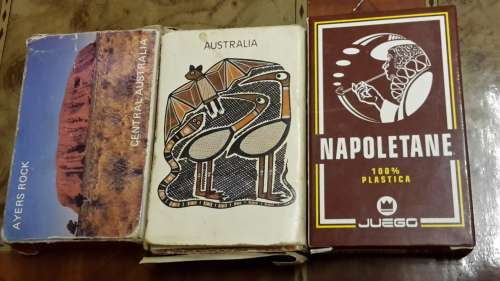 AYERS ROCK
CENTRAL AUSTRALIA
AUSTRALIA
NAPOLETANE
100%
PLASTICA
JUEGO